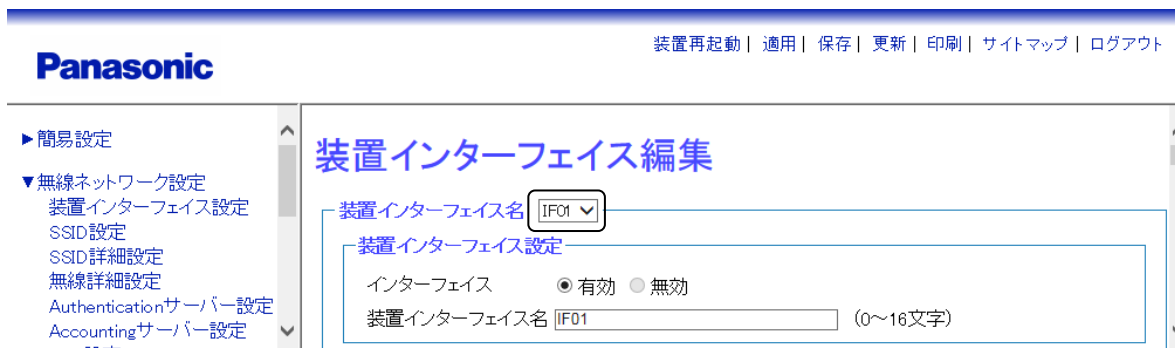 装置再起動| 適用| 保存| 更新| 印刷| サイトマップ| ログアウト
Panasonic
▶簡易設定
▼無線ネットワーク設定
装置インターフェイス設定
SSID設定
SSID詳細設定
無線詳細設定
Authenticationサーバー設定
Accountingサーバー設定
装置インターフェイス編集
装置インターフェイス名 IF01
装置インターフェイス設定
インターフェイス 有効 無効
装置インターフェイス名 IF01 (0～16文字)